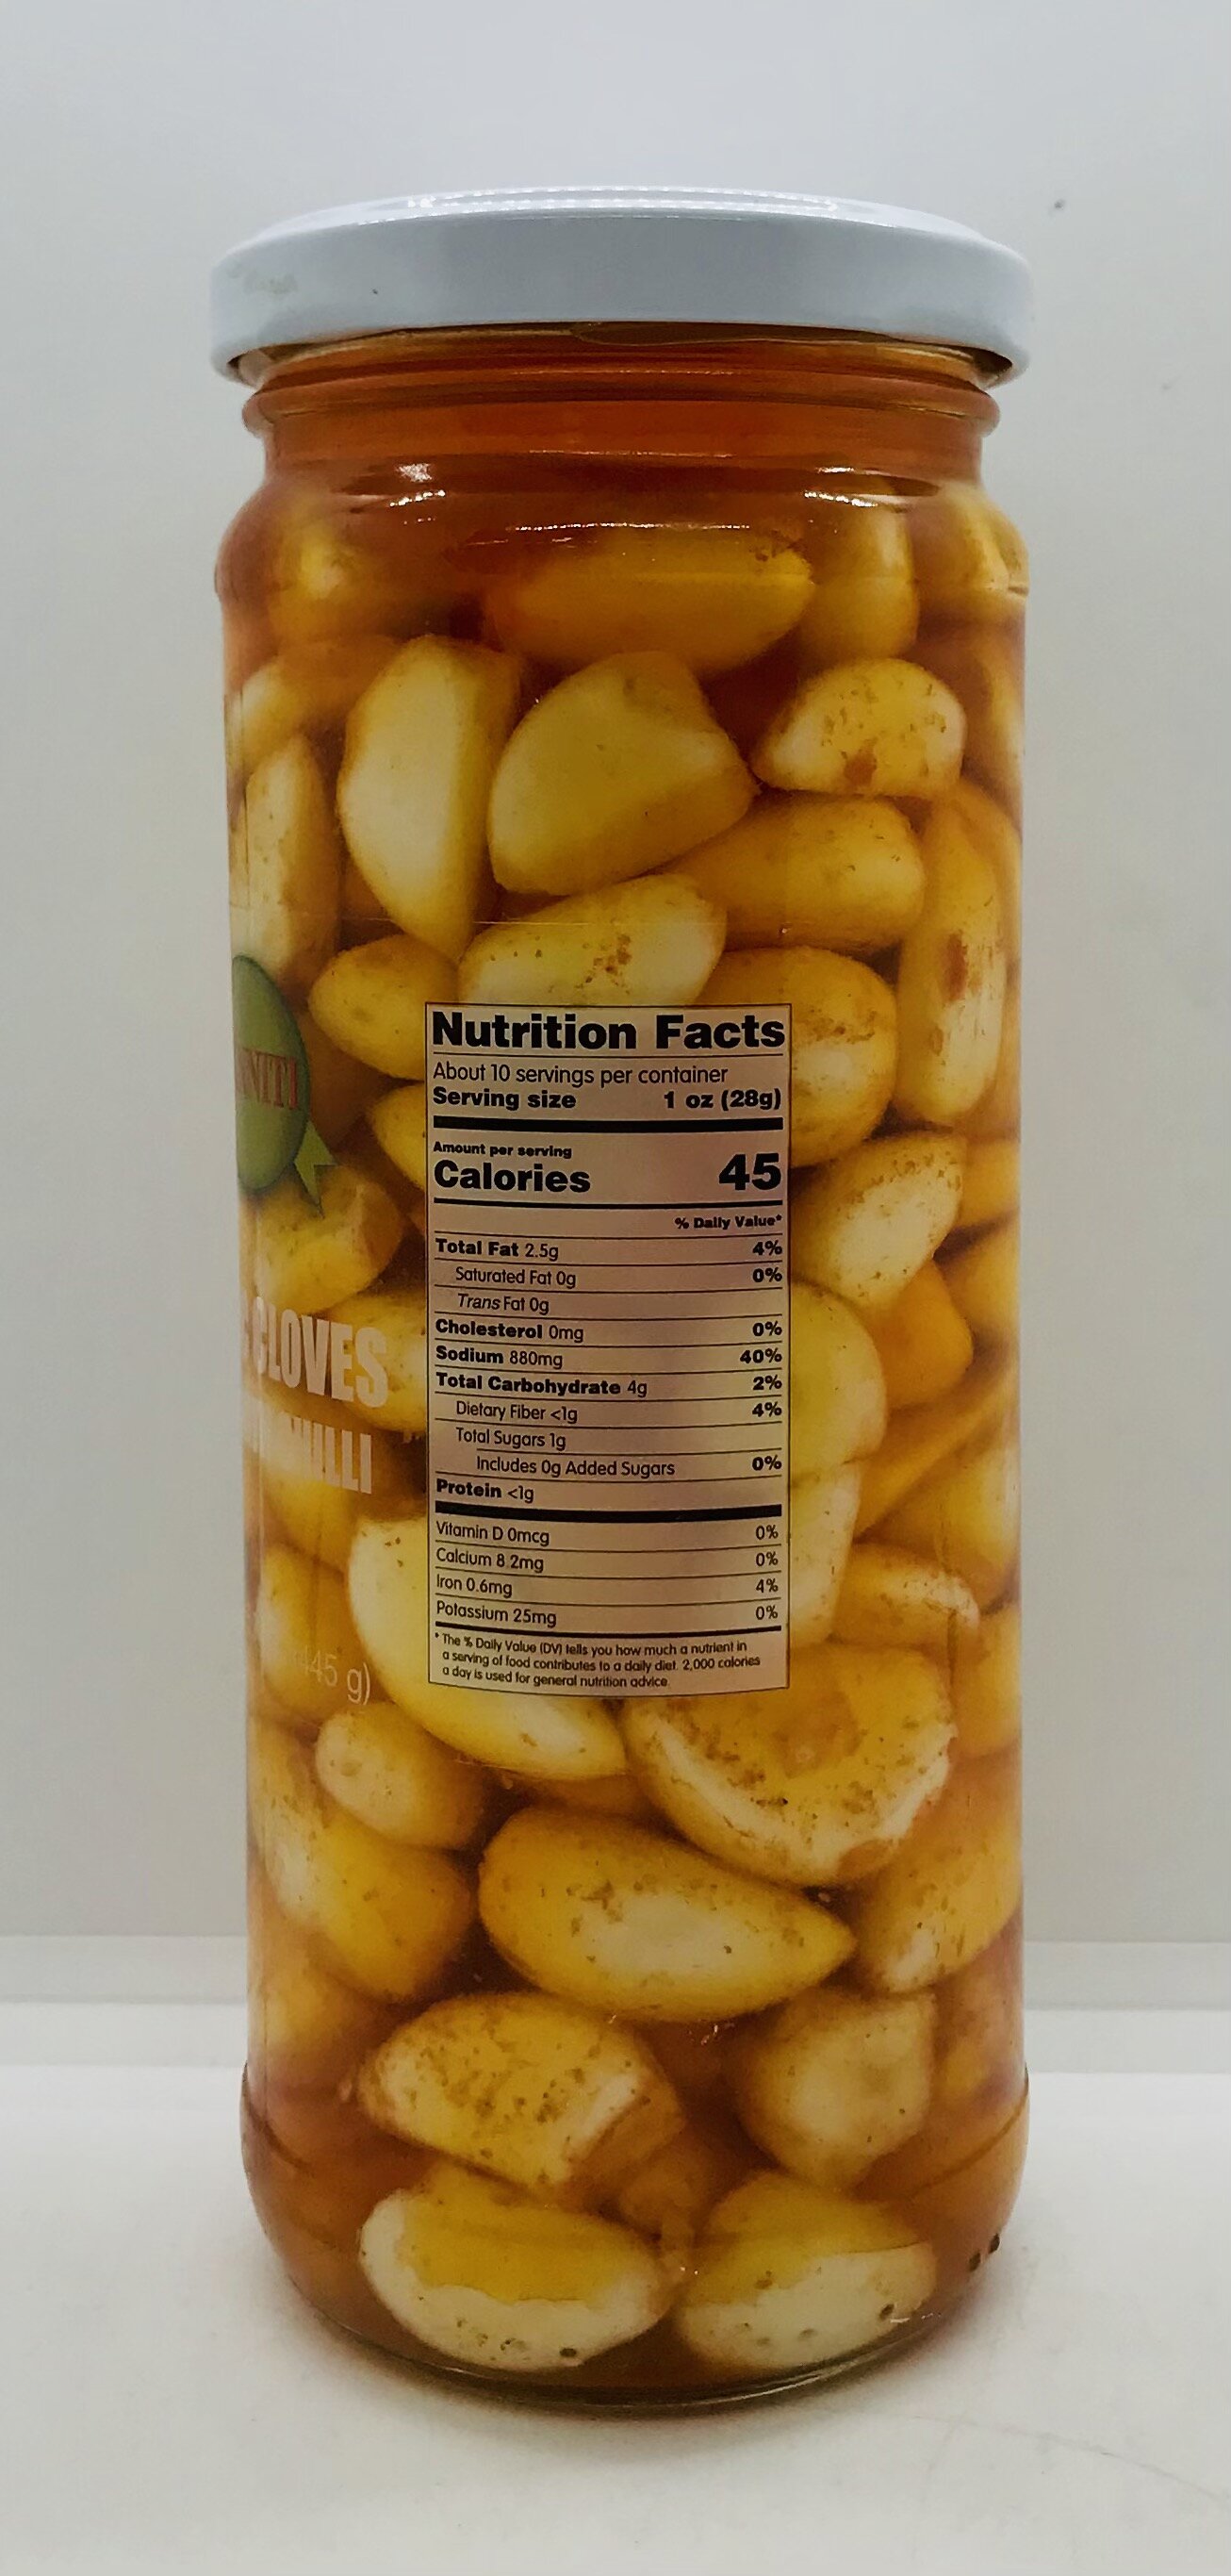 NITI
CLOVES
CHILLI
445 g)
Nutrition Facts
About 10 servings per container
Serving size 1 oz (28g)
Amount per serving
Calories 45
% Daily Value*
Total Fat 2.5g 4%
Saturated Fat 0g 0%
Trans Fat 0g
Cholesterol 0mg 0%
Sodium 880mg 40%
Total Carbohydrate 4g 2%
Dietary Fiber <1g 4%
Total Sugars 1g
Includes 0g Added Sugars 0%
Protein <1g
Vitamin D 0mcg 0%
Calcium 8.2mg 0%
Iron 0.6mg 4%
Potassium 25mg 0%
* The % Daily Value (DV) tells you how much a nutrient in
a serving of food contributes to a daily diet. 2,000 calories
a day is used for general nutrition advice.